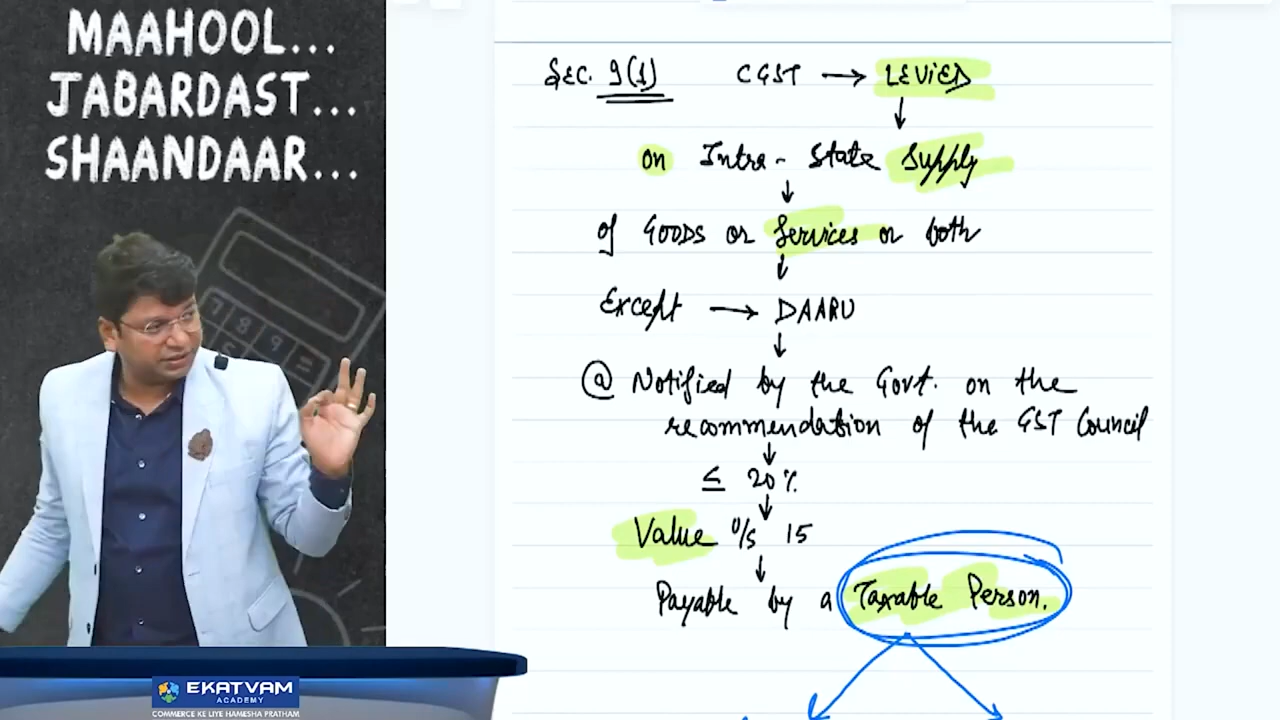 MAAHOOL...
JABARDAST...
SHAANDAAR...
EKATVAM
ACADEMY
COMMERCE KE LIYE HAMESHA PRATHAM
SEC. 9(1) CGST → LEVIED
on Intra - State Supply
of GOODS or Services or both
Except → DAARU
@ Notified by the Govt. on the
recommendation of the GST Council
≤ 20%
Value u/s 15
Payable by a Taxable Person.